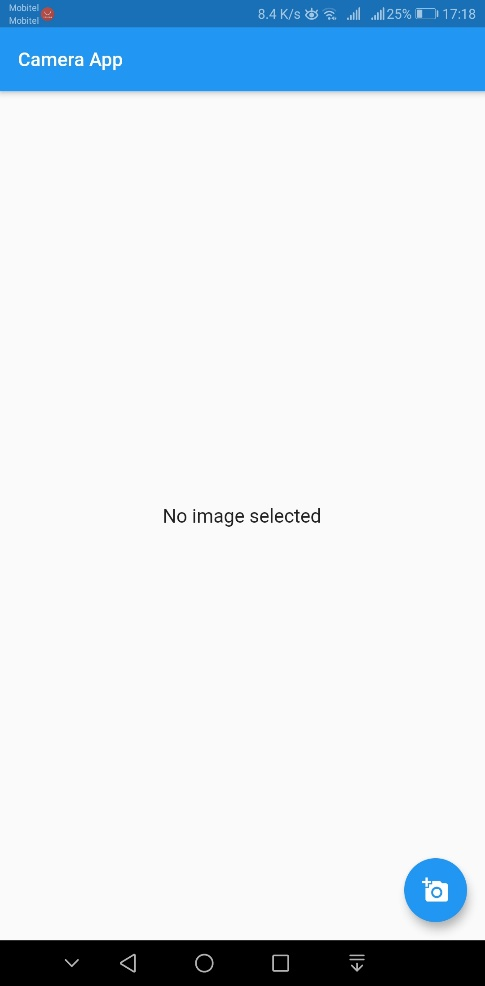 Mobitel
Mobitel
8.4 K/s 25% 17:18
Camera App
No image selected